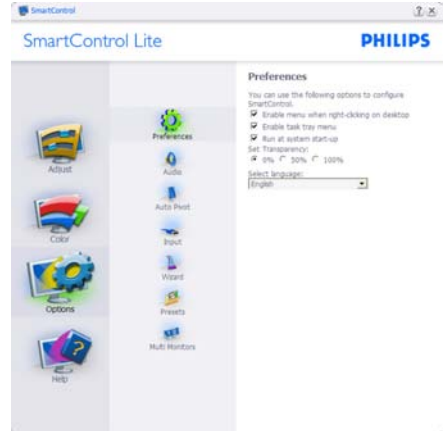 SmartControl
SmartControl Lite
PHILIPS
Adjust
Color
Options
Help
Preferences
Audio
Auto Pivot
Input
Wizard
Presets
Multi Monitors
Preferences
You can use the following options to configure
SmartControl.
Enable menu when right-clicking on desktop
Enable task tray menu
Run at system start-up
Set Transparency:
0% 50% 100%
Select language:
English